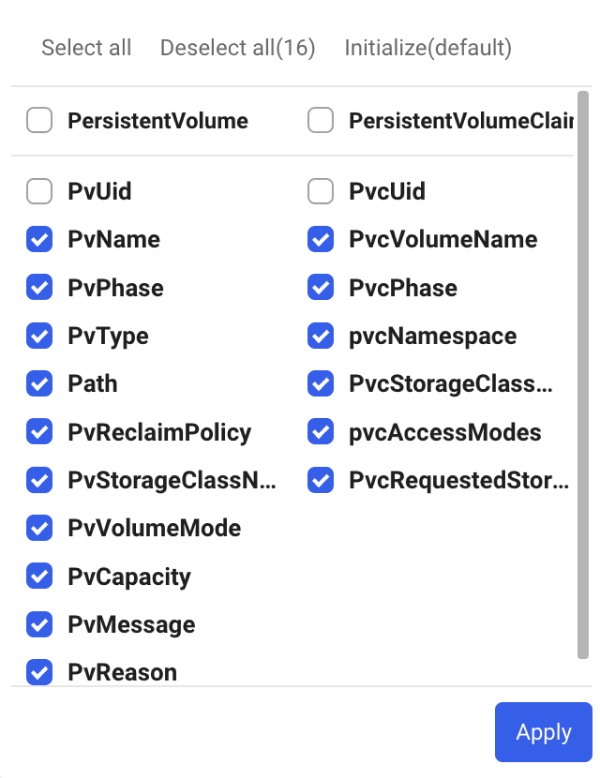 Select all Deselect all(16) Initialize(default)
PersistentVolume PersistentVolumeClai
PvUid PvcUid
PvName PvcVolumeName
PvPhase PvcPhase
PvType pvcNamespace
Path PvcStorageClass...
PvReclaimPolicy pvcAccessModes
PvStorageClassN... PvcRequestedStor...
PvVolumeMode
PvCapacity
PvMessage
PvReason
Apply